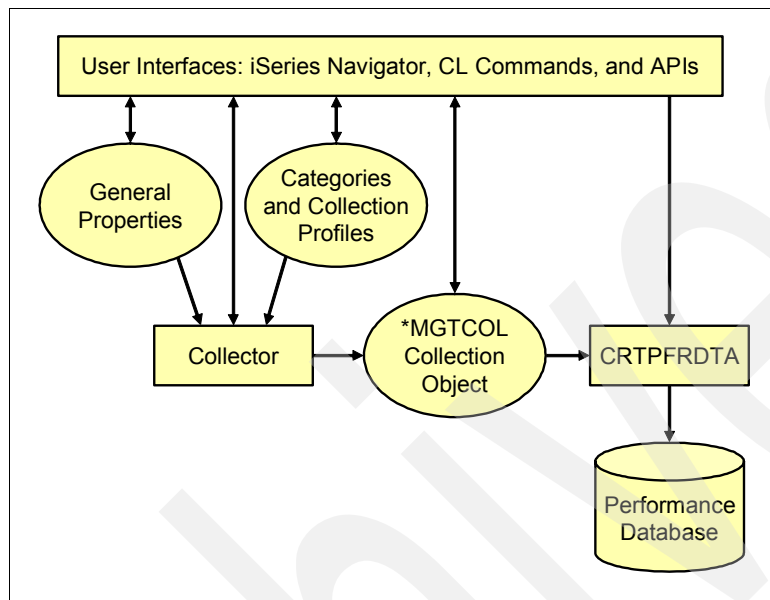 User Interfaces: iSeries Navigator, CL Commands, and APIs
General
Properties
Categories
and Collection
Profiles
Collector
*MGTCOL
Collection
Object
CRTPFRDTA
Performance
Database